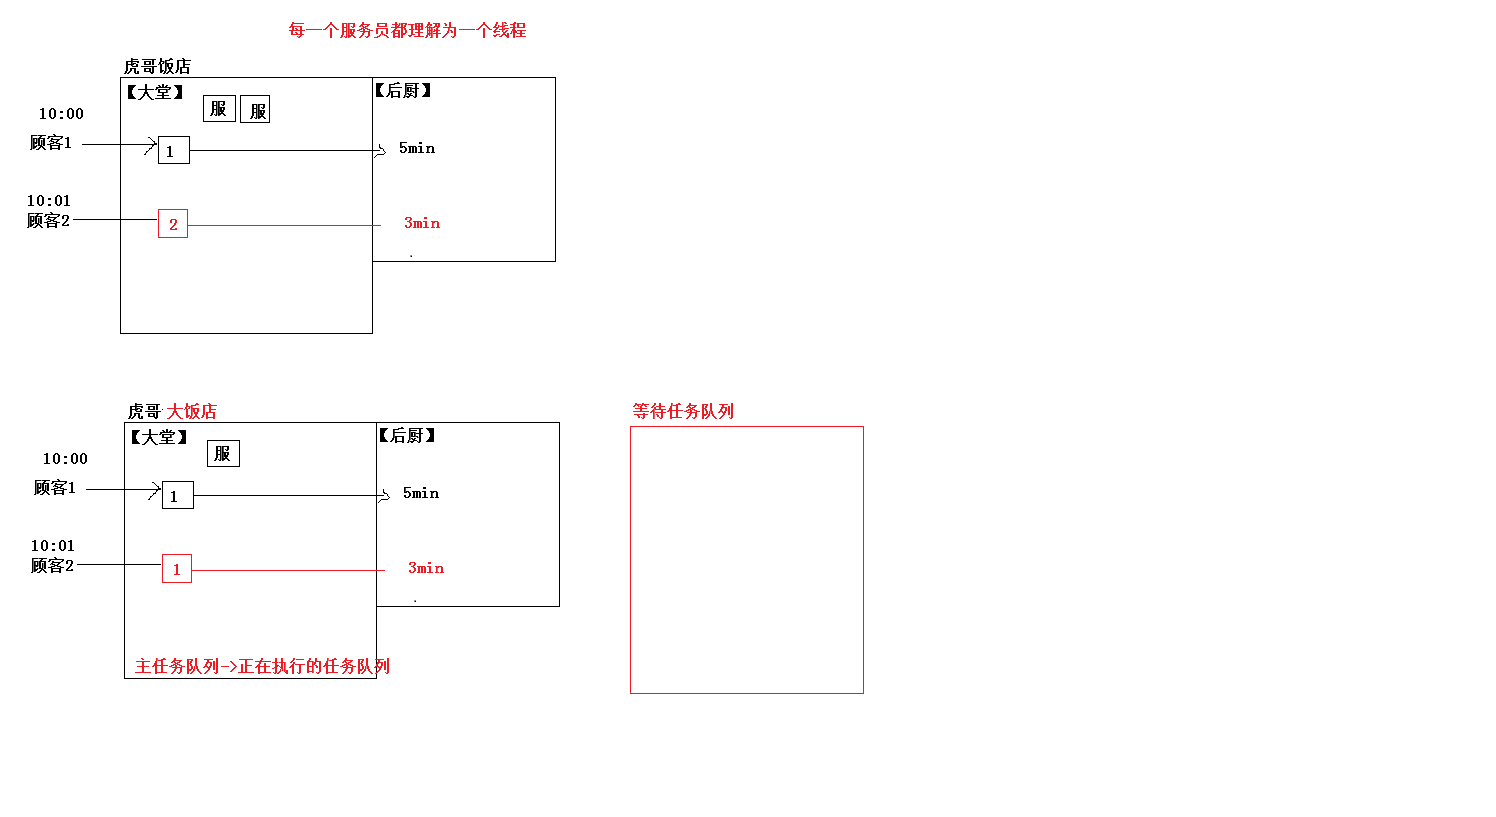 每一个服务员都理解为一个线程
虎哥饭店
【大堂】
【后厨】
服
服
10:00
顾客1
1
5min
10:01
顾客2
2
3min
虎哥 大饭店
等待任务队列
【大堂】
【后厨】
服
10:00
顾客1
1
5min
10:01
顾客2
1
3min
主任务队列->正在执行的任务队列